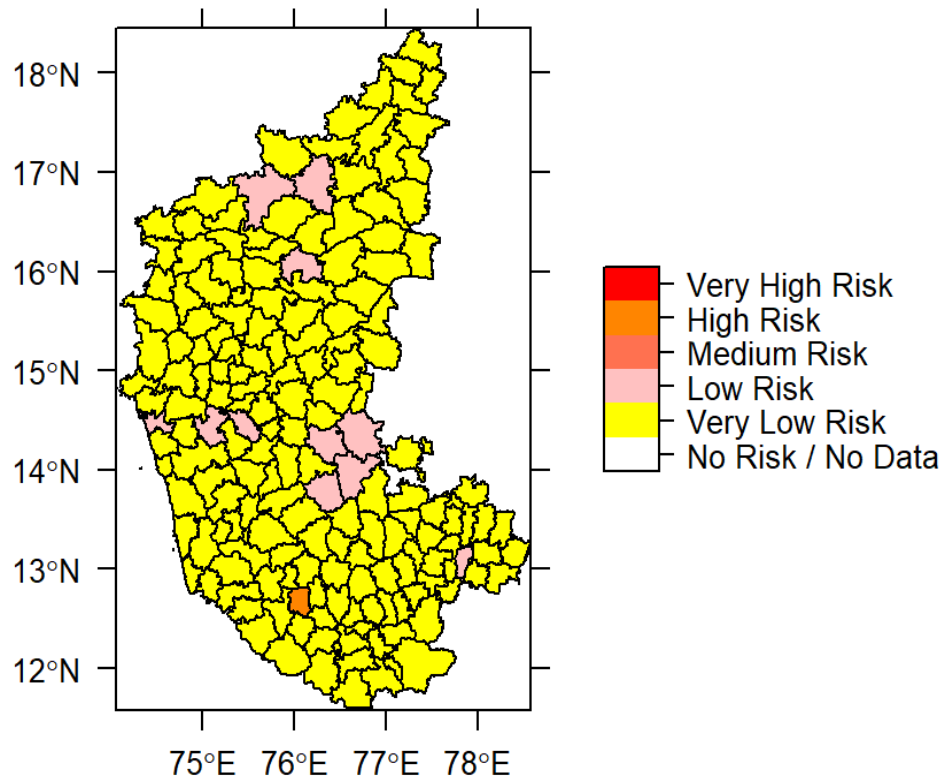 18°N
17°N
16°N
15°N
14°N
13°N
12°N
75°E 76°E 77°E 78°E
Very High Risk
High Risk
Medium Risk
Low Risk
Very Low Risk
No Risk / No Data